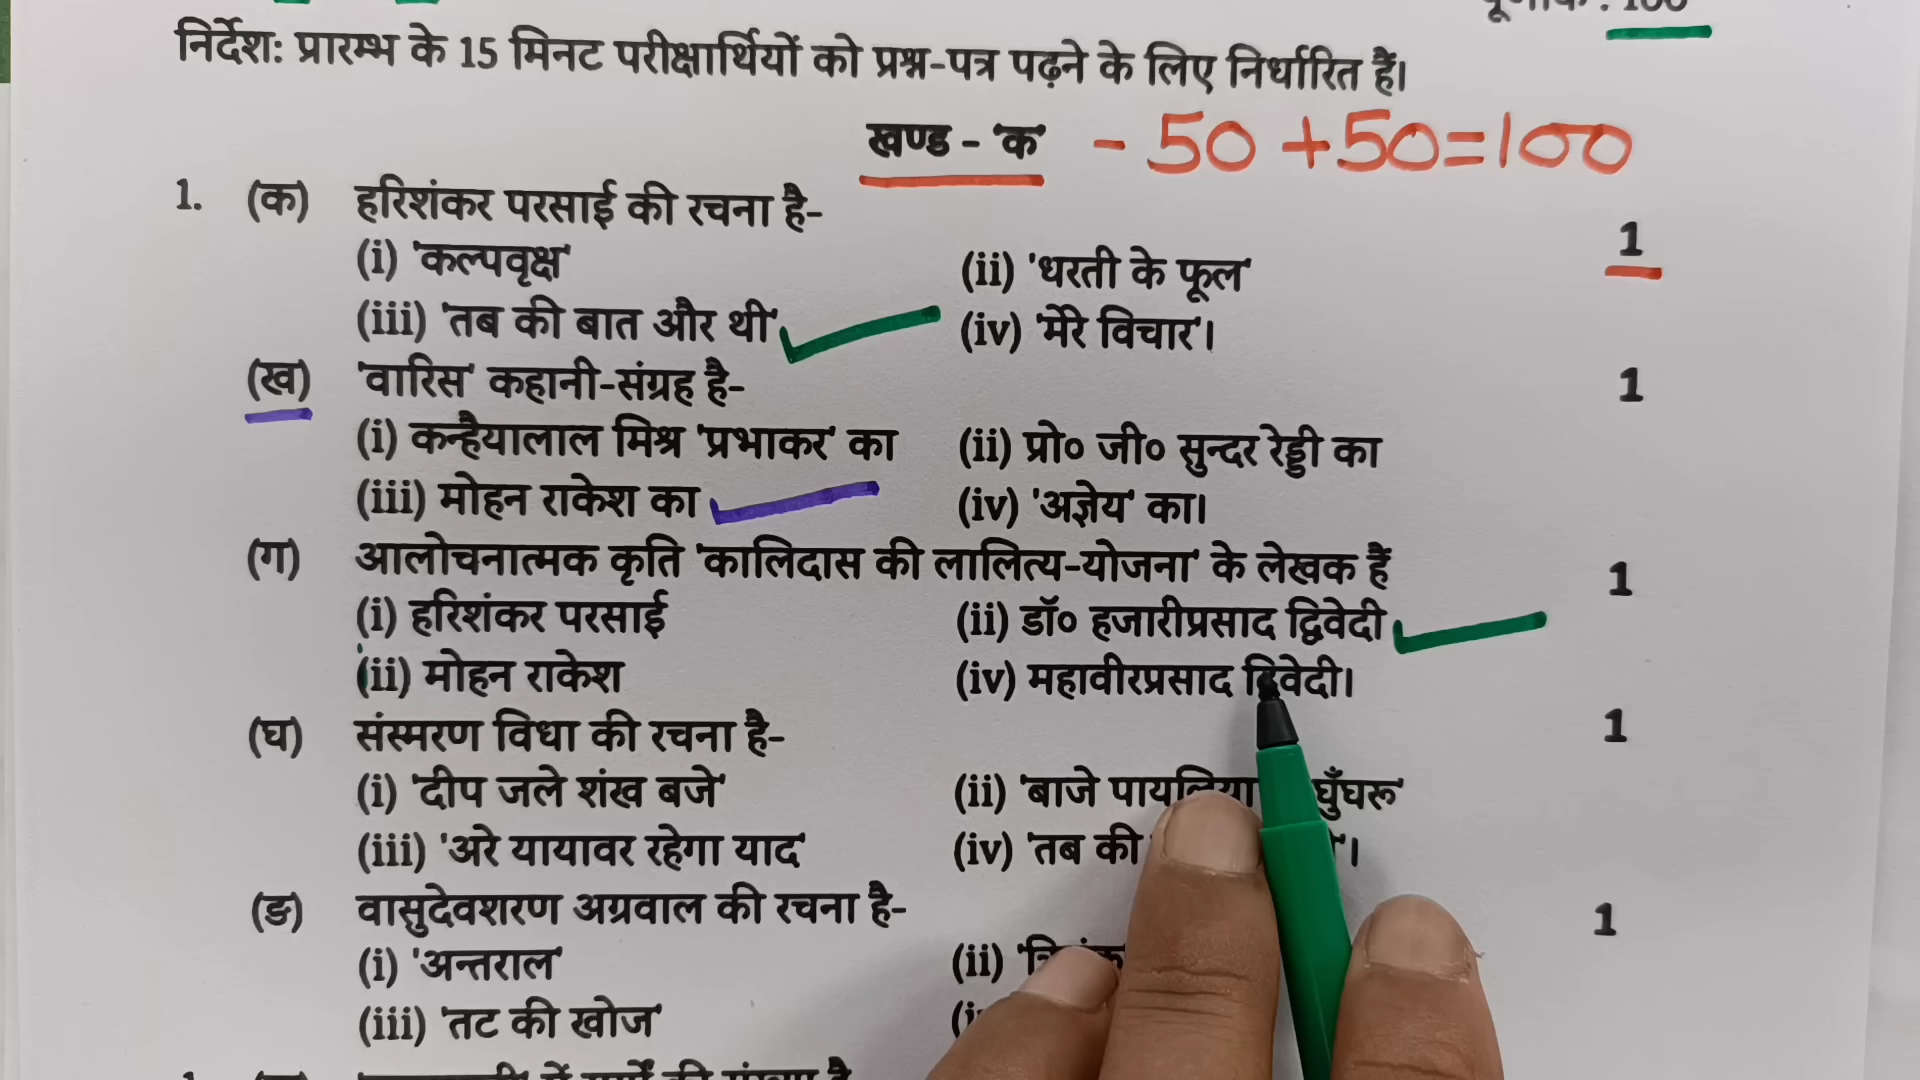 : 100
निर्देश: प्रारम्भ के 15 मिनट परीक्षार्थियों को प्रश्न-पत्र पढ़ने के लिए निर्धारित हैं।
खण्ड - 'क' - 50 + 50 = 100
1. (क) हरिशंकर परसाई की रचना है- 1
(i) 'कल्पवृक्ष' (ii) 'धरती के फूल'
(iii) 'तब की बात और थी' (iv) 'मेरे विचार'।
(ख) 'वारिस' कहानी-संग्रह है- 1
(i) कन्हैयालाल मिश्र 'प्रभाकर' का (ii) प्रो० जी० सुन्दर रेड्डी का
(iii) मोहन राकेश का (iv) 'अज्ञेय' का।
(ग) आलोचनात्मक कृति 'कालिदास की लालित्य-योजना' के लेखक हैं 1
(i) हरिशंकर परसाई (ii) डॉ० हजारीप्रसाद द्विवेदी
(ii) मोहन राकेश (iv) महावीरप्रसाद द्विवेदी।
(घ) संस्मरण विधा की रचना है- 1
(i) 'दीप जले शंख बजे' (ii) 'बाजे पायलिया घुँघरू'
(iii) 'अरे यायावर रहेगा याद' (iv) 'तब की
(ङ) वासुदेवशरण अग्रवाल की रचना है- 1
(i) 'अन्तराल' (ii)
(iii) 'तट की खोज'